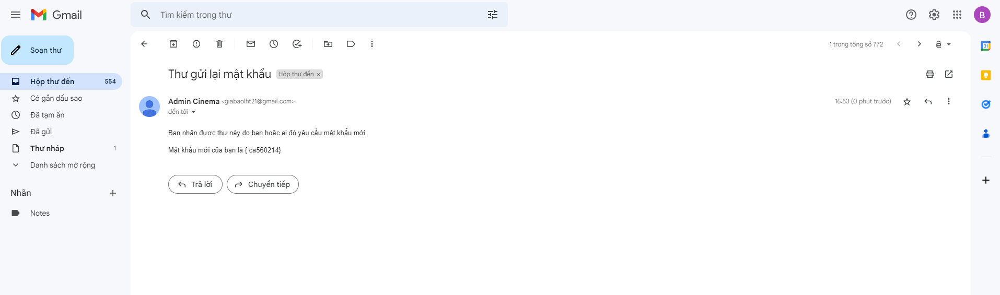 Gmail
Tìm kiếm trong thư
B
Soạn thư
1 trong tổng số 772
ê
31
Thư gửi lại mật khẩu Hộp thư đến ×
Hộp thư đến 554
Có gắn dấu sao
Đã tạm ẩn
Đã gửi
Thư nháp 1
Danh sách mở rộng
Nhãn
Notes
Admin Cinema <giabaolht21@gmail.com>
16:53 (0 phút trước)
đến tôi
Bạn nhận được thư này do bạn hoặc ai đó yêu cầu mật khẩu mới
Mật khẩu mới của bạn là { ca560214}
Trả lời
Chuyển tiếp